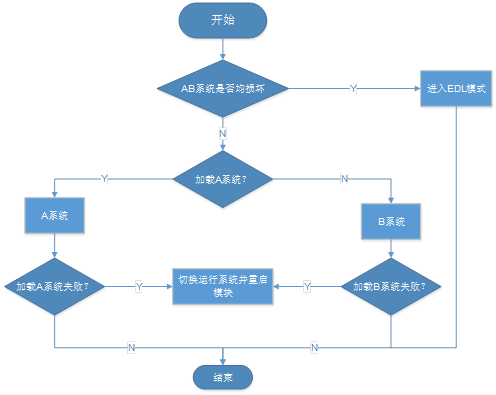 开始
AB系统是否均损坏
Y
进入EDL模式
N
加载A系统?
Y
N
A系统
B系统
加载A系统失败?
Y
切换运行系统并重启
模块
Y
加载B系统失败?
N
N
结束